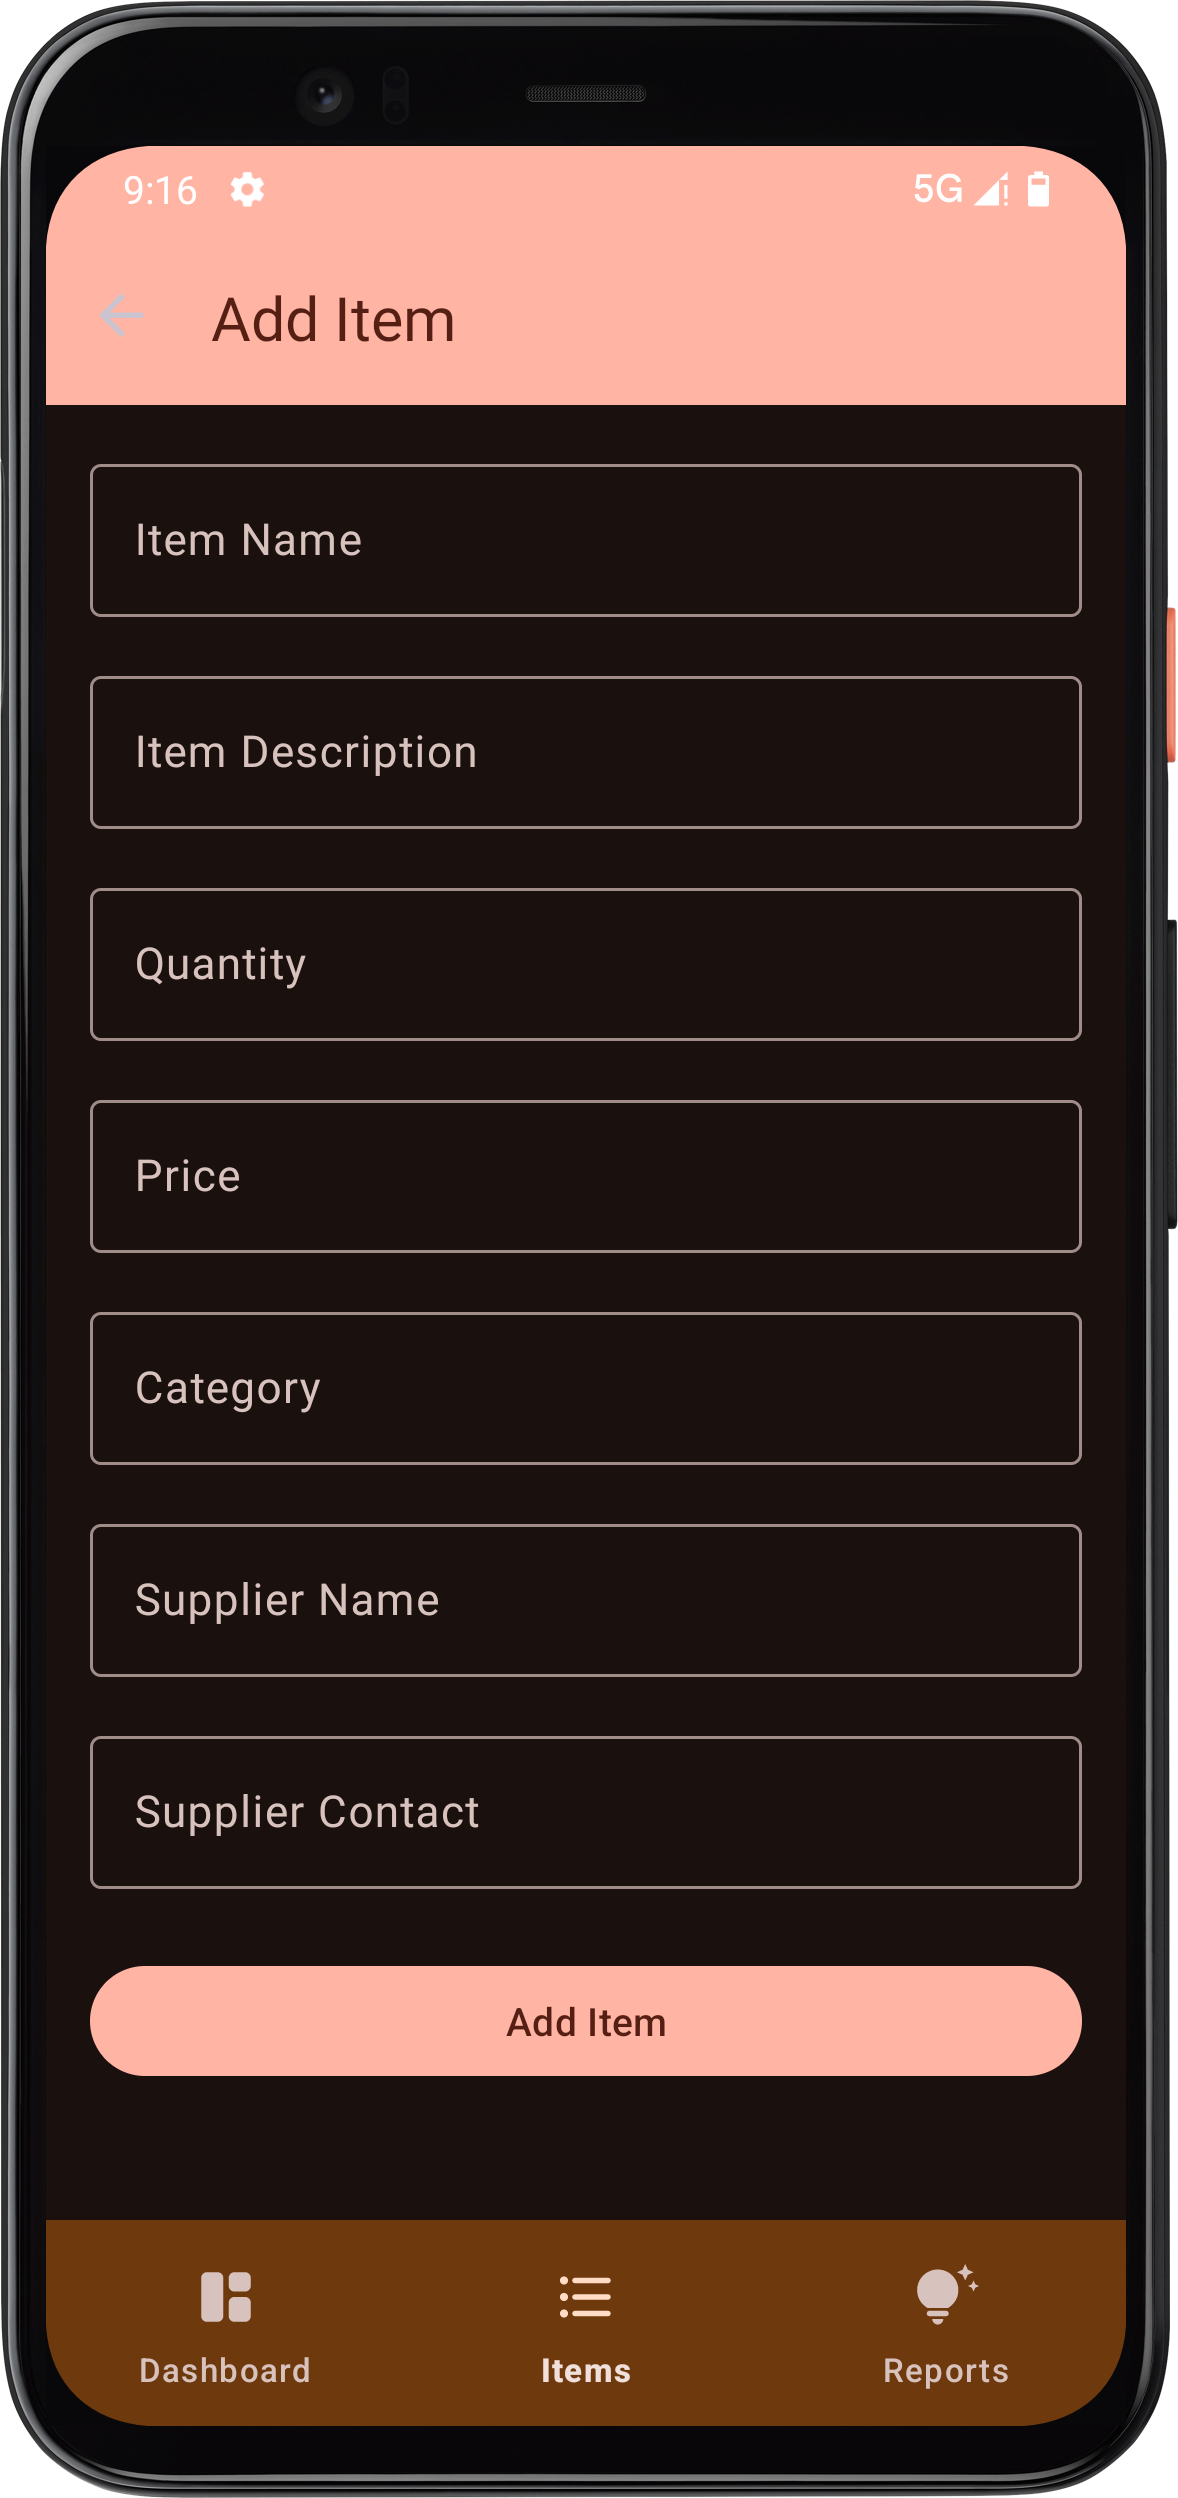 9:16 5G
Add Item
Item Name
Item Description
Quantity
Price
Category
Supplier Name
Supplier Contact
Add Item
Dashboard Items Reports